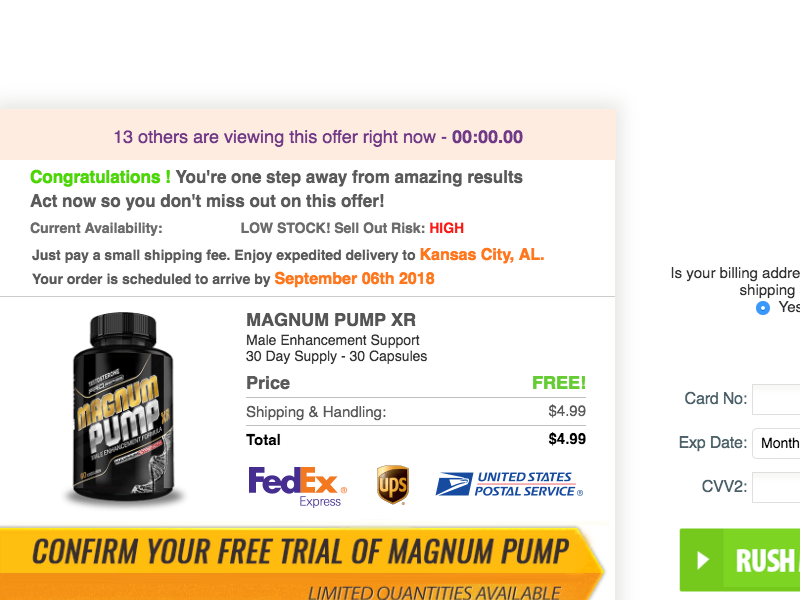 13 others are viewing this offer right now - 00:00.00
Congratulations ! You're one step away from amazing results
Act now so you don't miss out on this offer!
Current Availability: LOW STOCK! Sell Out Risk: HIGH
Just pay a small shipping fee. Enjoy expedited delivery to Kansas City, AL.
Your order is scheduled to arrive by September 06th 2018
MAGNUM PUMP XR
Male Enhancement Support
30 Day Supply - 30 Capsules
Price FREE!
Shipping & Handling: $4.99
Total $4.99
TESTOSTERONE
MAGNUM
PUMP XR
MALE ENHANCEMENT FORMULA
FedEx®
Express
ups
UNITED STATES
POSTAL SERVICE®
CONFIRM YOUR FREE TRIAL OF MAGNUM PUMP
LIMITED QUANTITIES AVAILABLE
Is your billing addre
shipping
Yes
Card No:
Exp Date: Month
CVV2:
RUSH